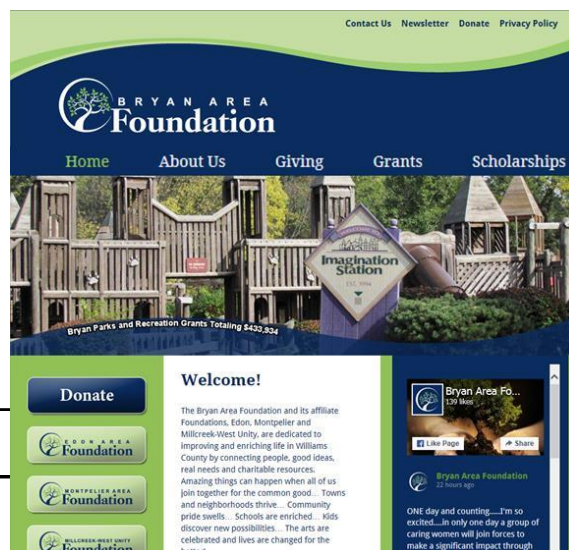 Contact Us Newsletter Donate Privacy Policy
BRYAN AREA
Foundation
Home About Us Giving Grants Scholarships
Imagination
Station
EST. 1994
Bryan Parks and Recreation Grants Totaling $433,934
Donate
EDON AREA
Foundation
MONTPELIER AREA
Foundation
MILLCREEK-WEST UNITY
Foundation
Welcome!
The Bryan Area Foundation and its affiliate
Foundations, Edon, Montpelier and
Millcreek-West Unity, are dedicated to
improving and enriching life in Williams
County by connecting people, good ideas,
real needs and charitable resources.
Amazing things can happen when all of us
join together for the common good... Towns
and neighborhoods thrive... Community
pride swells... Schools are enriched... Kids
discover new possibilities... The arts are
celebrated and lives are changed for the
Bryan Area Fo...
139 likes
Like Page Share
Bryan Area Foundation
22 hours ago
ONE day and counting.....I'm so
excited....in only one day a group of
caring women will join forces to
make a significant impact through